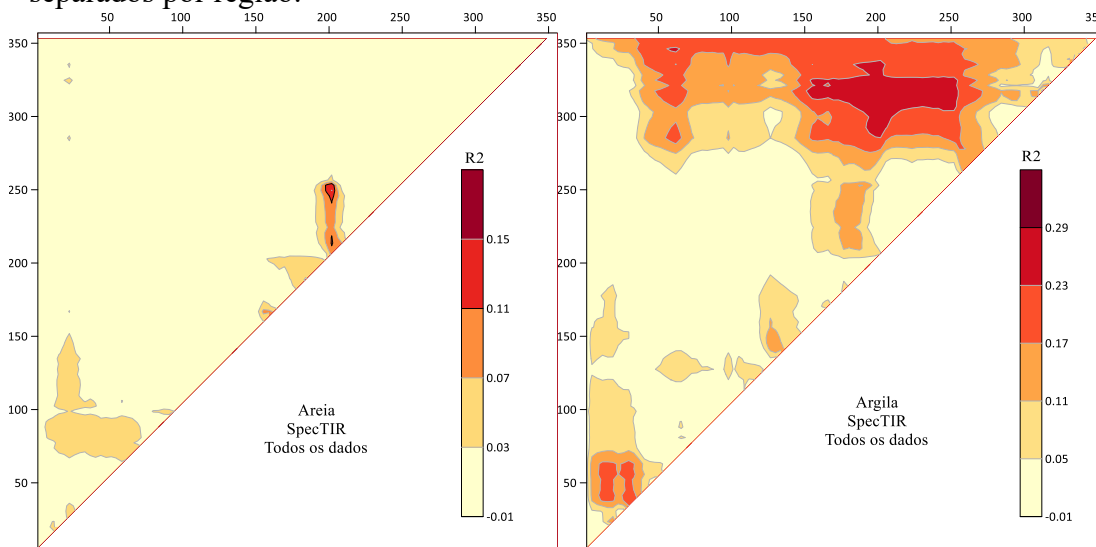 separados por região.
50 100 150 200 250 300 350
350
300
250
200
150
100
50
R2
0.15
0.11
0.07
0.03
-0.01
Areia
SpecTIR
Todos os dados
50 100 150 200 250 300 350
350
300
250
200
150
100
50
R2
0.29
0.23
0.17
0.11
0.05
-0.01
Argila
SpecTIR
Todos os dados